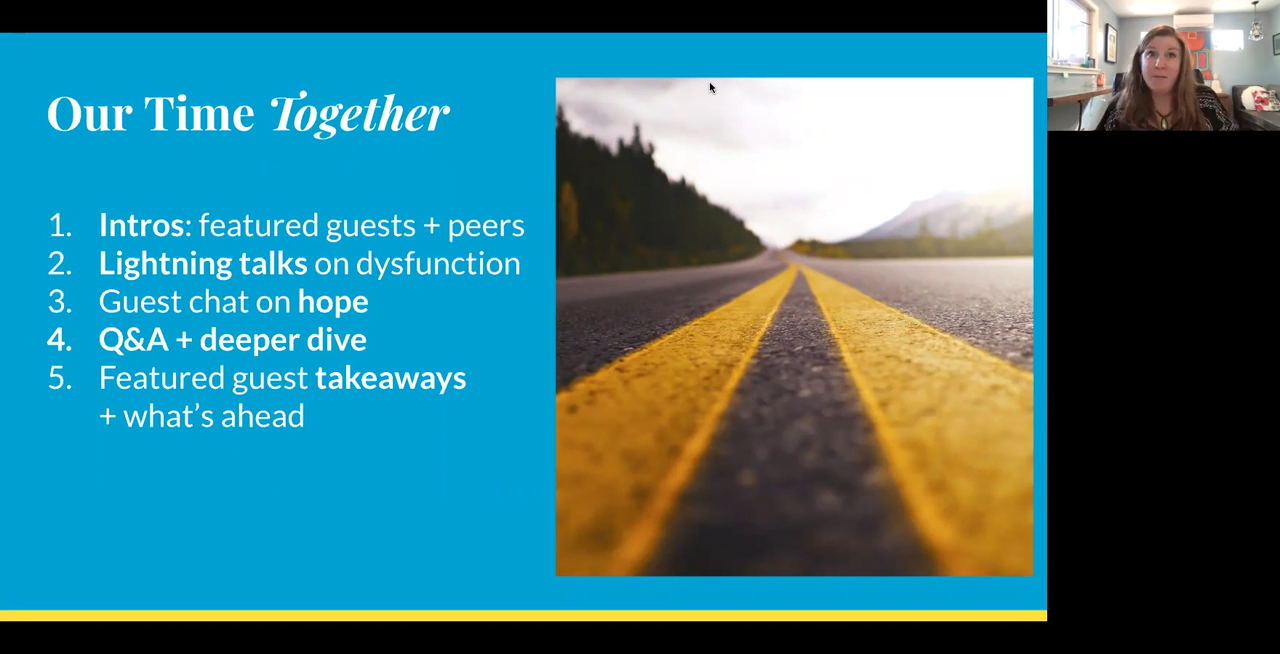 Our Time Together
1. Intros: featured guests + peers
2. Lightning talks on dysfunction
3. Guest chat on hope
4. Q&A + deeper dive
5. Featured guest takeaways
+ what’s ahead